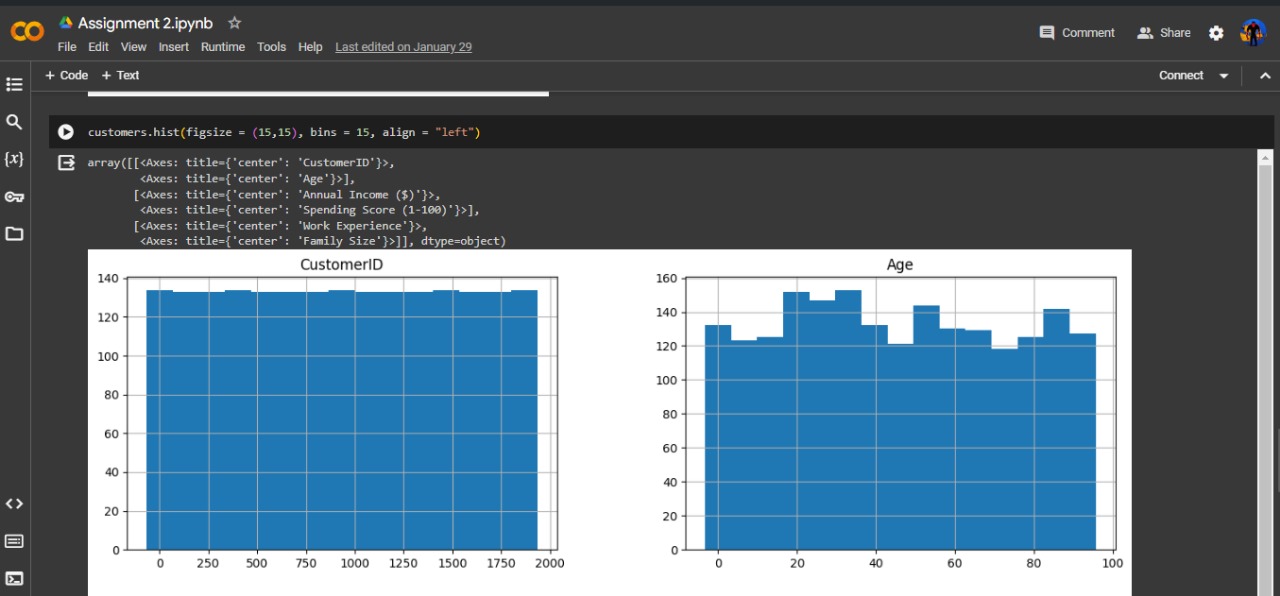 Assignment 2.ipynb
File Edit View Insert Runtime Tools Help Last edited on January 29
Comment Share
+ Code + Text
Connect
customers.hist(figsize = (15,15), bins = 15, align = "left")
array([[<Axes: title={'center': 'CustomerID'}>,
<Axes: title={'center': 'Age'}>],
[<Axes: title={'center': 'Annual Income ($)'}>,
<Axes: title={'center': 'Spending Score (1-100)'}>],
[<Axes: title={'center': 'Work Experience'}>,
<Axes: title={'center': 'Family Size'}>]], dtype=object)
CustomerID
140
120
100
80
60
40
20
0
0 250 500 750 1000 1250 1500 1750 2000
Age
160
140
120
100
80
60
40
20
0
0 20 40 60 80 100
{x}